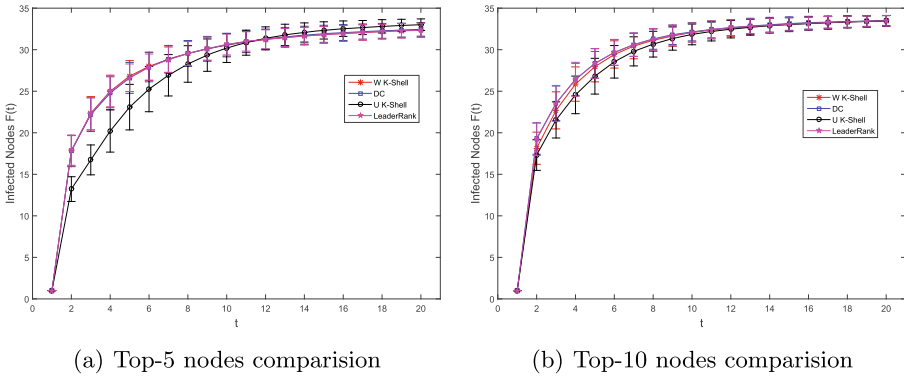 35
30
25
20
15
10
5
0
Infected Nodes F(t)
W K-Shell
DC
U K-Shell
LeaderRank
0 2 4 6 8 10 12 14 16 18 20
t
(a) Top-5 nodes comparision
35
30
25
20
15
10
5
0
Infected Nodes F(t)
W K-Shell
DC
U K-Shell
LeaderRank
0 2 4 6 8 10 12 14 16 18 20
t
(b) Top-10 nodes comparision